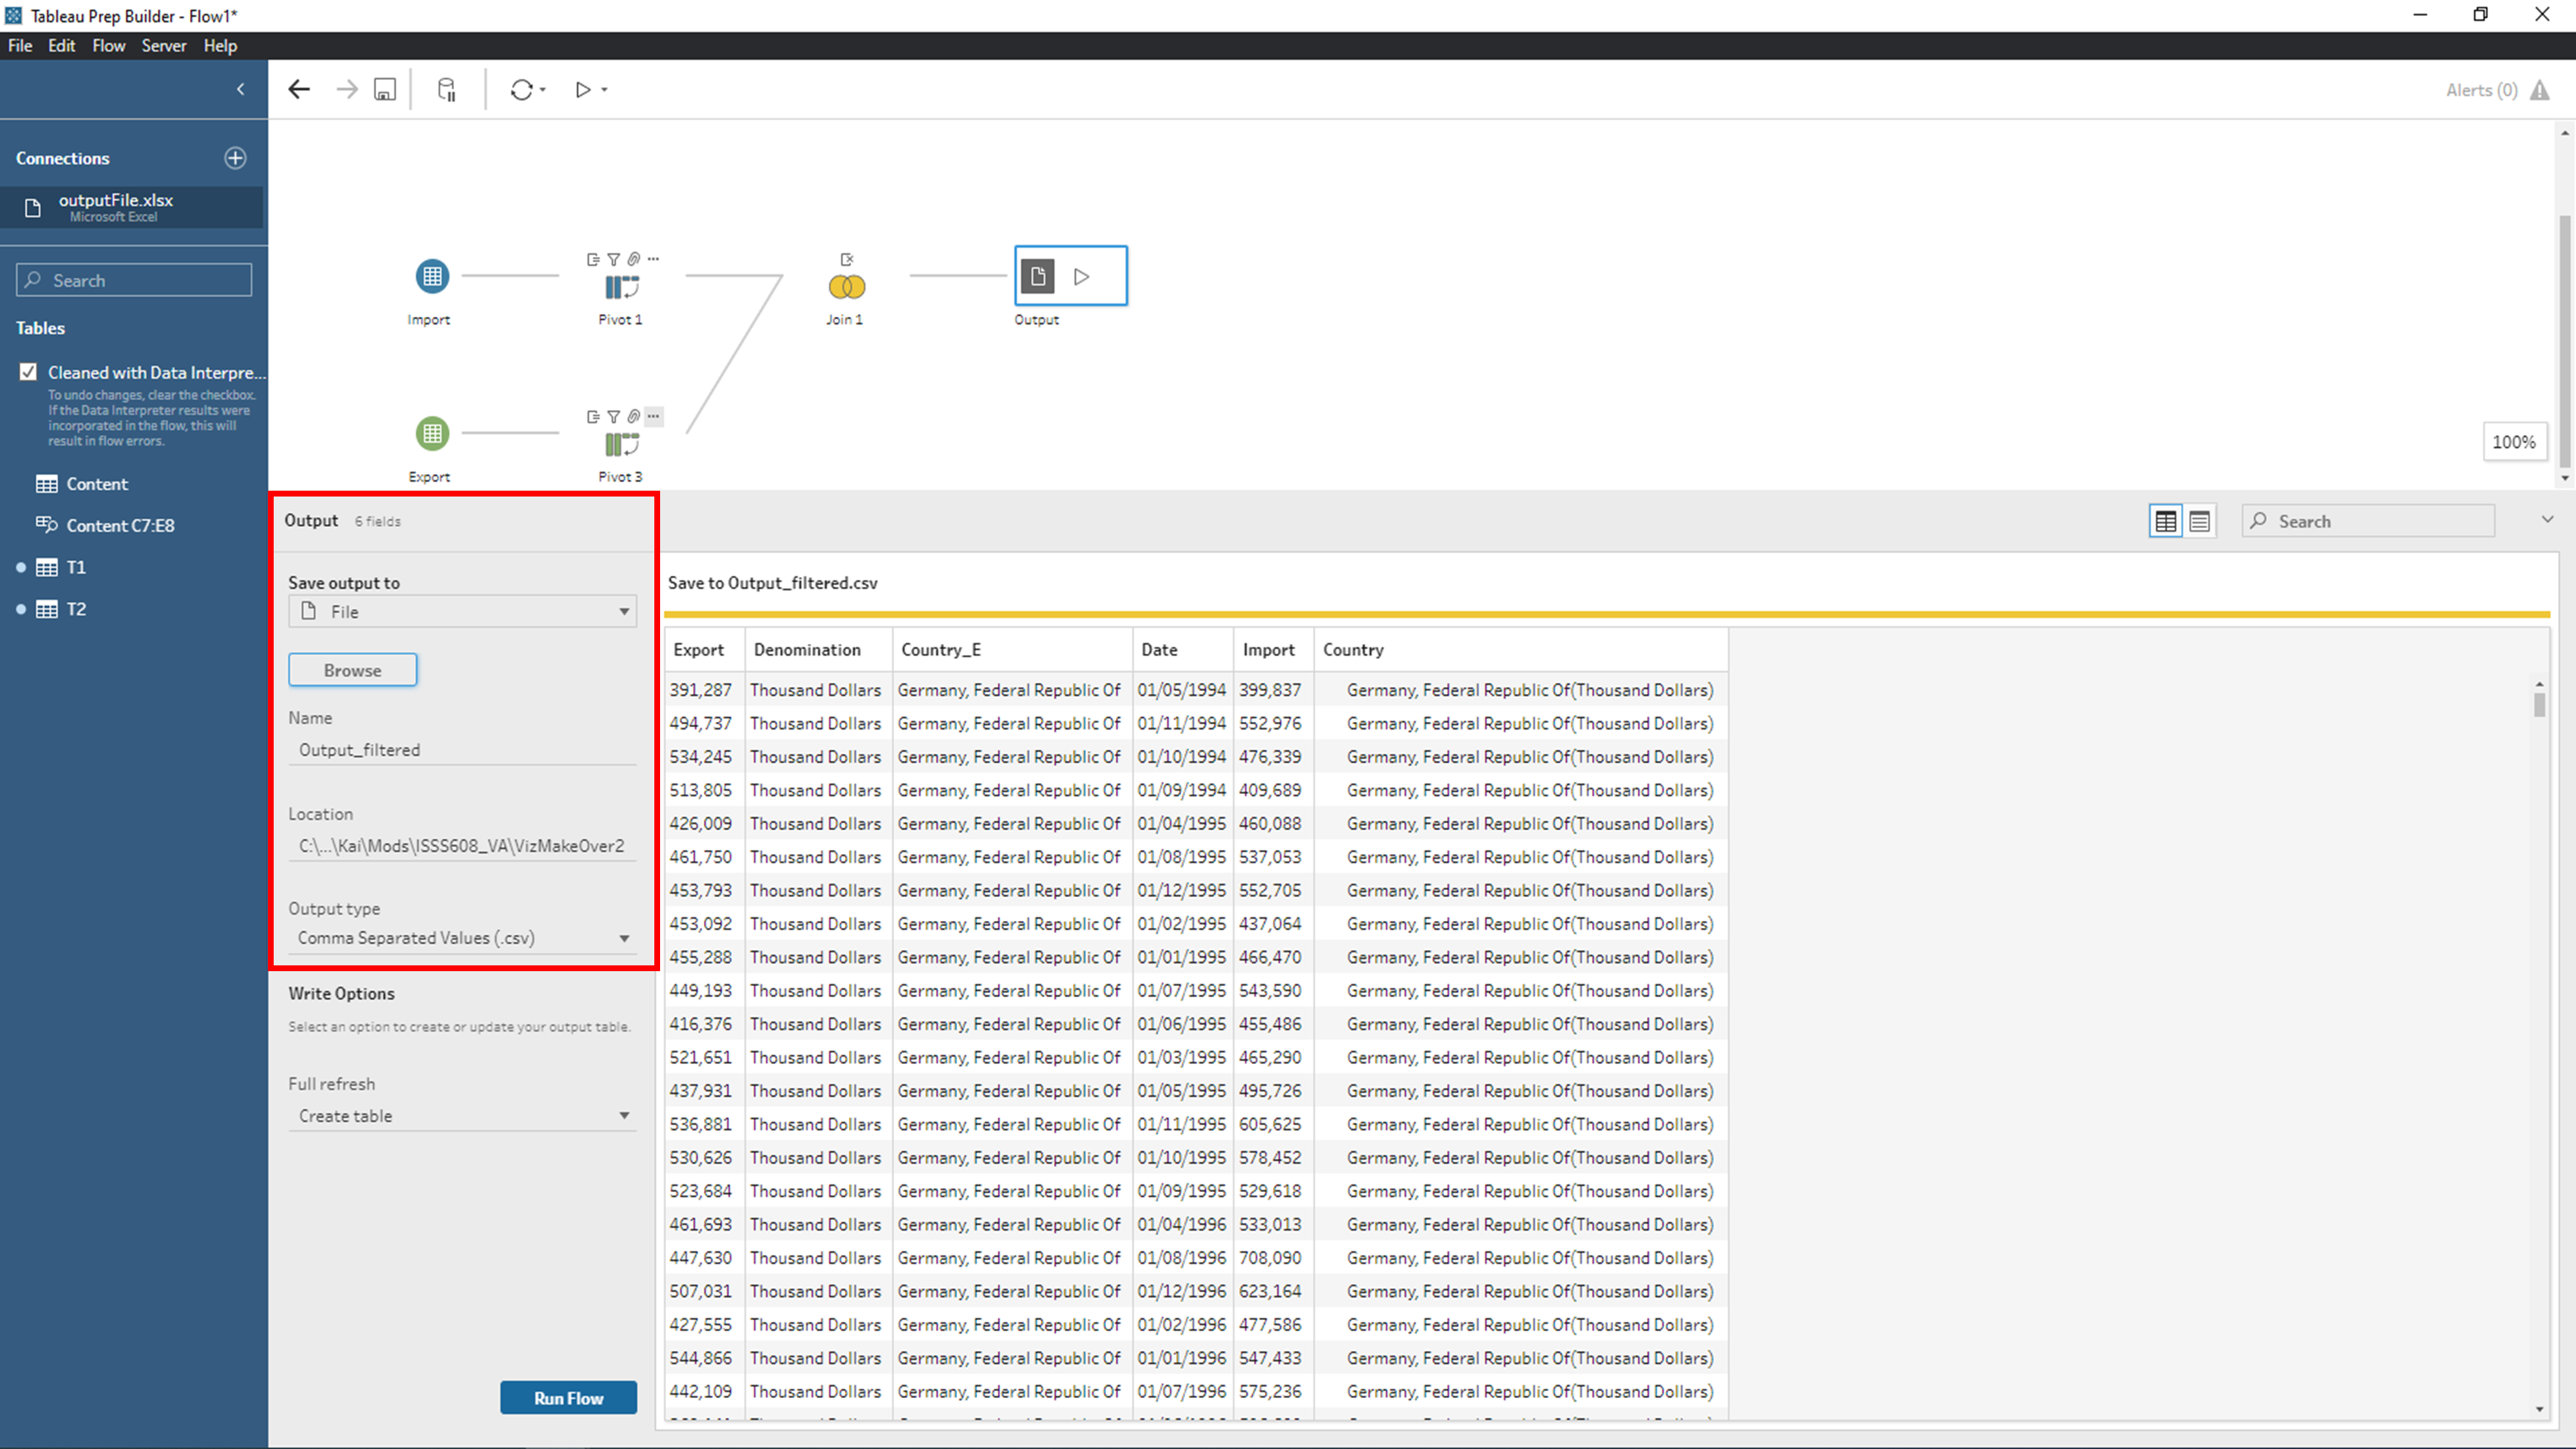 Tableau Prep Builder - Flow1*
File Edit Flow Server Help
Alerts (0)
Connections
outputFile.xlsx
Microsoft Excel
Search
Tables
Cleaned with Data Interpre...
To undo changes, clear the checkbox.
If the Data Interpreter results were
incorporated in the flow, this will
result in flow errors.
Content
Content C7:E8
T1
T2
Import
Pivot 1
Join 1
Output
Export
Pivot 3
100%
Output 6 fields
Search
Save output to
File
Browse
Name
Output_filtered
Location
C:\...\Kai\Mods\ISSS608_VA\VizMakeOver2
Output type
Comma Separated Values (.csv)
Write Options
Select an option to create or update your output table.
Full refresh
Create table
Run Flow
Save to Output_filtered.csv
Export Denomination Country_E Date Import Country
391,287 Thousand Dollars Germany, Federal Republic Of 01/05/1994 399,837 Germany, Federal Republic Of(Thousand Dollars)
494,737 Thousand Dollars Germany, Federal Republic Of 01/11/1994 552,976 Germany, Federal Republic Of(Thousand Dollars)
534,245 Thousand Dollars Germany, Federal Republic Of 01/10/1994 476,339 Germany, Federal Republic Of(Thousand Dollars)
513,805 Thousand Dollars Germany, Federal Republic Of 01/09/1994 409,689 Germany, Federal Republic Of(Thousand Dollars)
426,009 Thousand Dollars Germany, Federal Republic Of 01/04/1995 460,088 Germany, Federal Republic Of(Thousand Dollars)
461,750 Thousand Dollars Germany, Federal Republic Of 01/08/1995 537,053 Germany, Federal Republic Of(Thousand Dollars)
453,793 Thousand Dollars Germany, Federal Republic Of 01/12/1995 552,705 Germany, Federal Republic Of(Thousand Dollars)
453,092 Thousand Dollars Germany, Federal Republic Of 01/02/1995 437,064 Germany, Federal Republic Of(Thousand Dollars)
455,288 Thousand Dollars Germany, Federal Republic Of 01/01/1995 466,470 Germany, Federal Republic Of(Thousand Dollars)
449,193 Thousand Dollars Germany, Federal Republic Of 01/07/1995 543,590 Germany, Federal Republic Of(Thousand Dollars)
416,376 Thousand Dollars Germany, Federal Republic Of 01/06/1995 455,486 Germany, Federal Republic Of(Thousand Dollars)
521,651 Thousand Dollars Germany, Federal Republic Of 01/03/1995 465,290 Germany, Federal Republic Of(Thousand Dollars)
437,931 Thousand Dollars Germany, Federal Republic Of 01/05/1995 495,726 Germany, Federal Republic Of(Thousand Dollars)
536,881 Thousand Dollars Germany, Federal Republic Of 01/11/1995 605,625 Germany, Federal Republic Of(Thousand Dollars)
530,626 Thousand Dollars Germany, Federal Republic Of 01/10/1995 578,452 Germany, Federal Republic Of(Thousand Dollars)
523,684 Thousand Dollars Germany, Federal Republic Of 01/09/1995 529,618 Germany, Federal Republic Of(Thousand Dollars)
461,693 Thousand Dollars Germany, Federal Republic Of 01/04/1996 533,013 Germany, Federal Republic Of(Thousand Dollars)
447,630 Thousand Dollars Germany, Federal Republic Of 01/08/1996 708,090 Germany, Federal Republic Of(Thousand Dollars)
507,031 Thousand Dollars Germany, Federal Republic Of 01/12/1996 623,164 Germany, Federal Republic Of(Thousand Dollars)
427,555 Thousand Dollars Germany, Federal Republic Of 01/02/1996 477,586 Germany, Federal Republic Of(Thousand Dollars)
544,866 Thousand Dollars Germany, Federal Republic Of 01/01/1996 547,433 Germany, Federal Republic Of(Thousand Dollars)
442,109 Thousand Dollars Germany, Federal Republic Of 01/07/1996 575,236 Germany, Federal Republic Of(Thousand Dollars)